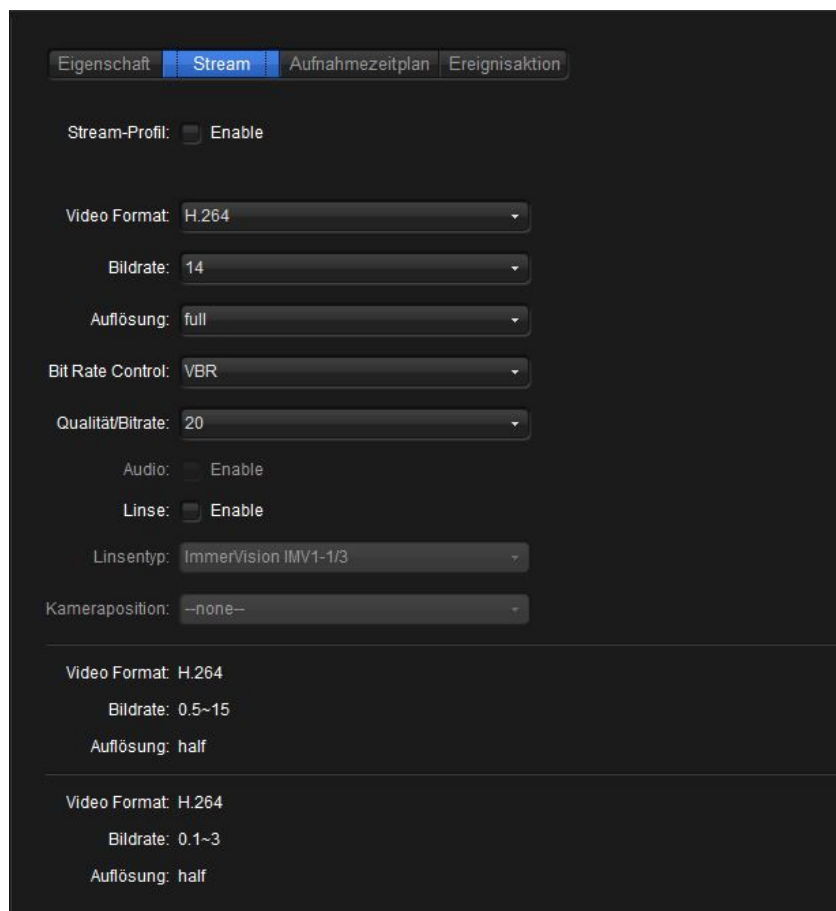 Eigenschaft Stream Aufnahmezeitplan Ereignisaktion
Stream-Profil: Enable
Video Format: H.264
Bildrate: 14
Auflösung: full
Bit Rate Control: VBR
Qualität/Bitrate: 20
Audio: Enable
Linse: Enable
Linsentyp: ImmerVision IMV1-1/3
Kameraposition: --none--
Video Format: H.264
Bildrate: 0.5~15
Auflösung: half
Video Format: H.264
Bildrate: 0.1~3
Auflösung: half